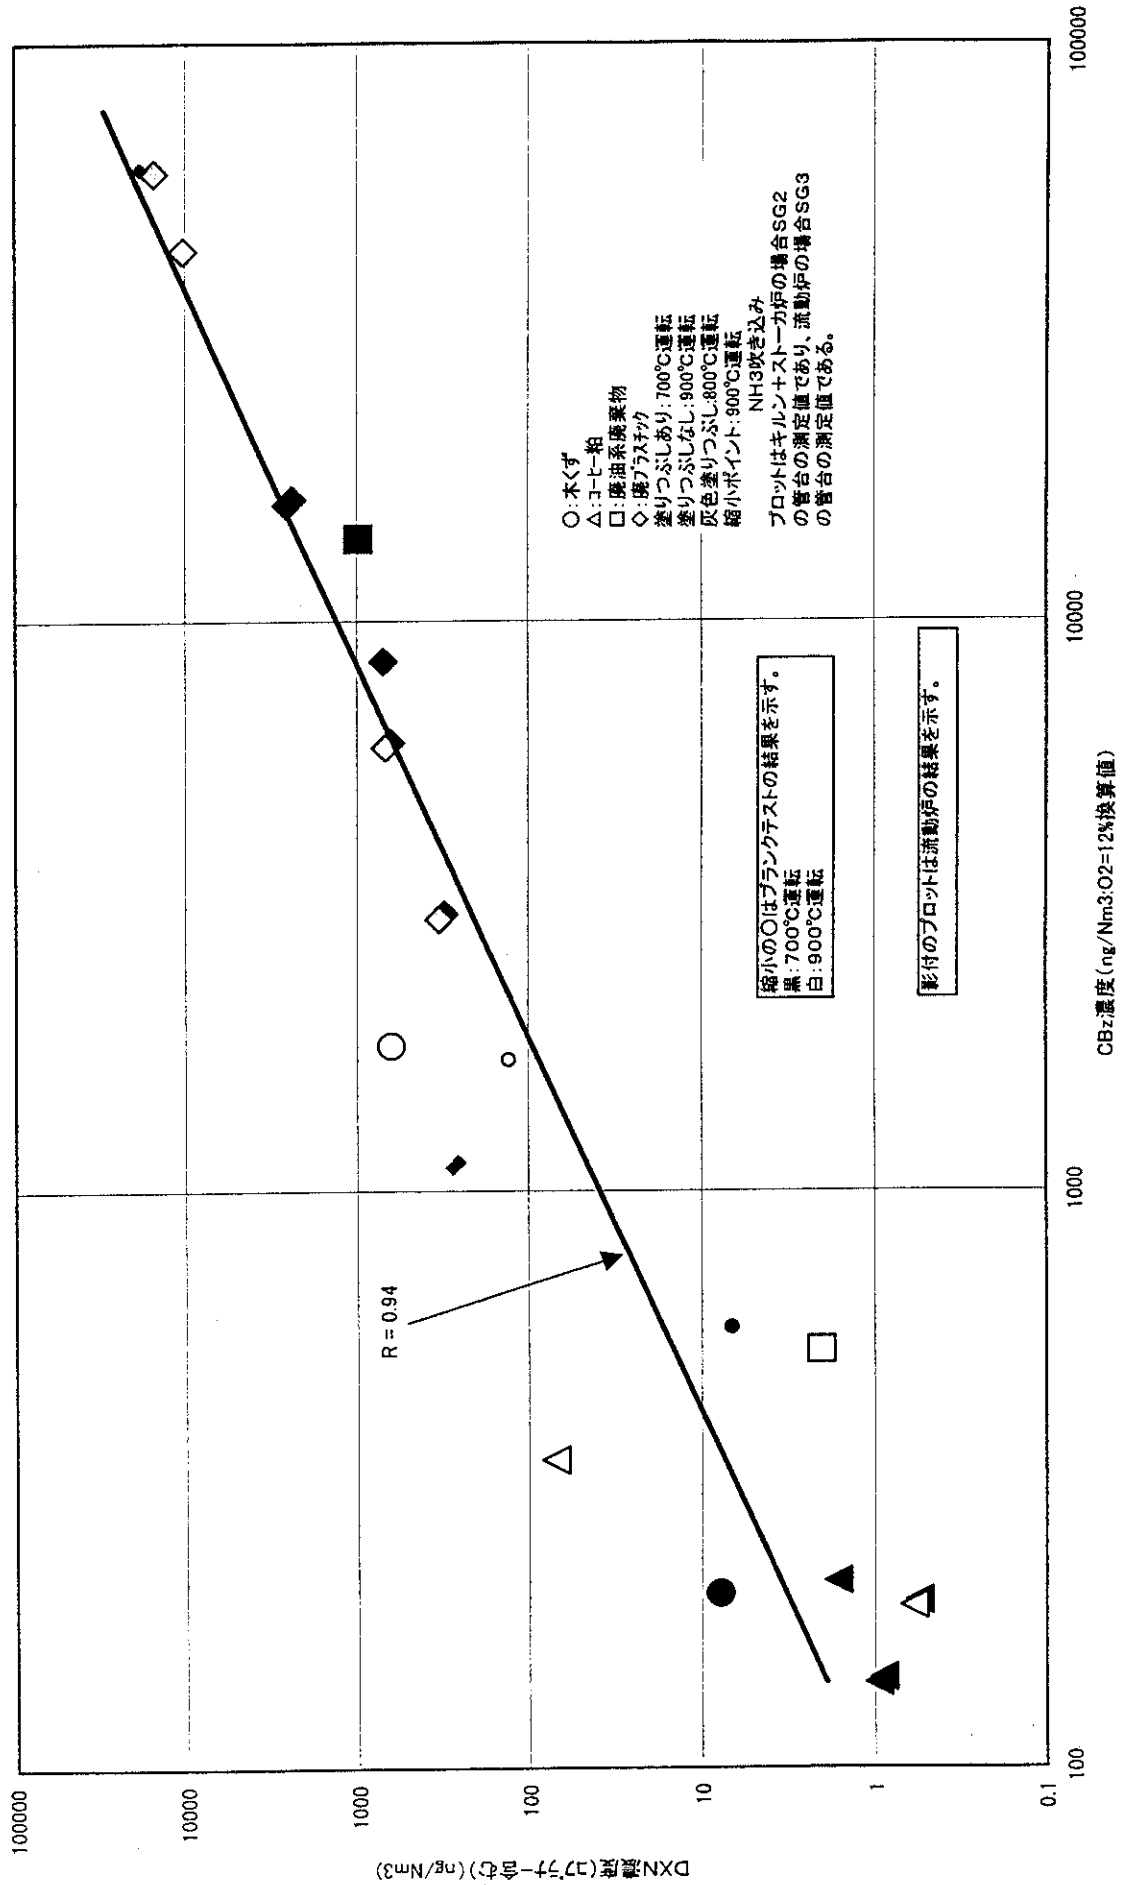 DXN濃度(コプラナー含む)(ng/Nm3)
100000
10000
1000
100
10
1
0.1
R = 0.94
○:木くず
△:コーヒー粕
□:廃油系廃棄物
◇:廃プラスチック
塗りつぶしあり:700℃運転
塗りつぶしなし:900℃運転
灰色塗りつぶし:800℃運転
縮小ポイント:900℃運転
NH3吹き込み
プロットはキルン+ストーカ炉の場合SG2
の管台の測定値であり、流動炉の場合SG3
の管台の測定値である。
縮小の○はブランクテストの結果を示す。
黒:700℃運転
白:900℃運転
影付のプロットは流動炉の結果を示す。
100
1000
10000
100000
CBz濃度(ng/Nm3:O2=12%換算値)